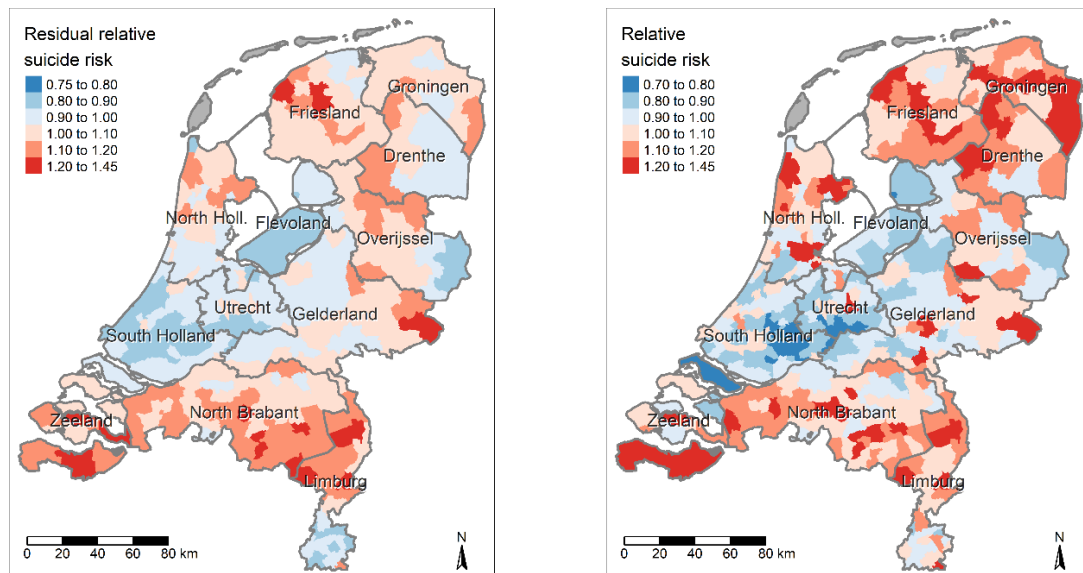 Residual relative
suicide risk
0.75 to 0.80
0.80 to 0.90
0.90 to 1.00
1.00 to 1.10
1.10 to 1.20
1.20 to 1.45
Groningen
Friesland
Drenthe
North Holl.
Flevoland
Overijssel
Utrecht
Gelderland
South Holland
North Brabant
Zeeland
Limburg
0 20 40 60 80 km
N
Relative
suicide risk
0.70 to 0.80
0.80 to 0.90
0.90 to 1.00
1.00 to 1.10
1.10 to 1.20
1.20 to 1.45
Groningen
Friesland
Drenthe
North Holl.
Flevoland
Overijssel
Utrecht
Gelderland
South Holland
North Brabant
Zeeland
Limburg
0 20 40 60 80 km
N